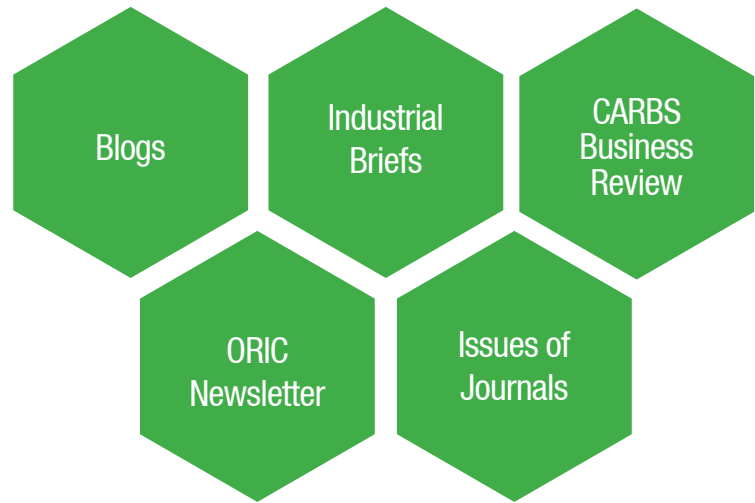 Blogs
Industrial
Briefs
CARBS
Business
Review
ORIC
Newsletter
Issues of
Journals